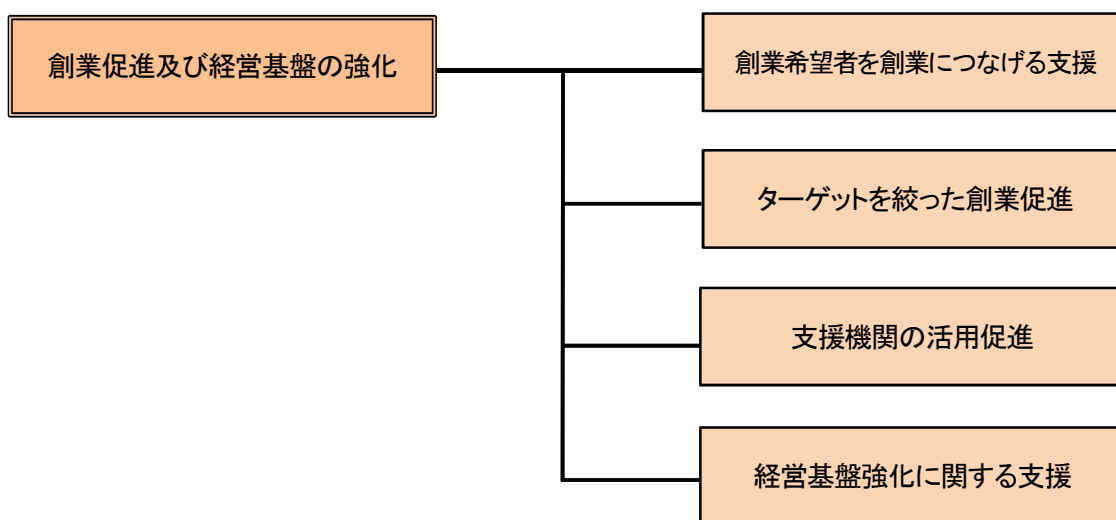 創業促進及び経営基盤の強化
創業希望者を創業につなげる支援
ターゲットを絞った創業促進
支援機関の活用促進
経営基盤強化に関する支援